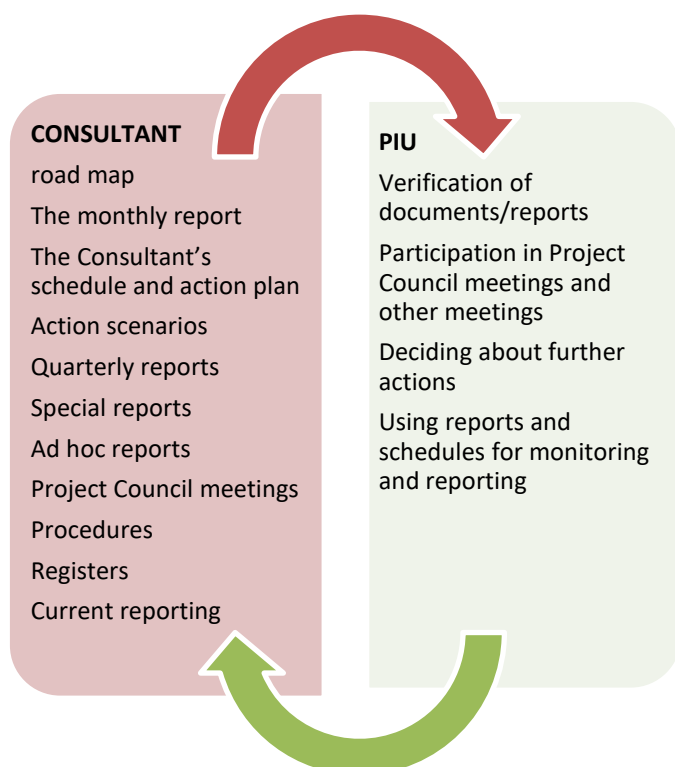 CONSULTANT
road map
The monthly report
The Consultant’s
schedule and action plan
Action scenarios
Quarterly reports
Special reports
Ad hoc reports
Project Council meetings
Procedures
Registers
Current reporting
PIU
Verification of
documents/reports
Participation in Project
Council meetings and
other meetings
Deciding about further
actions
Using reports and
schedules for monitoring
and reporting